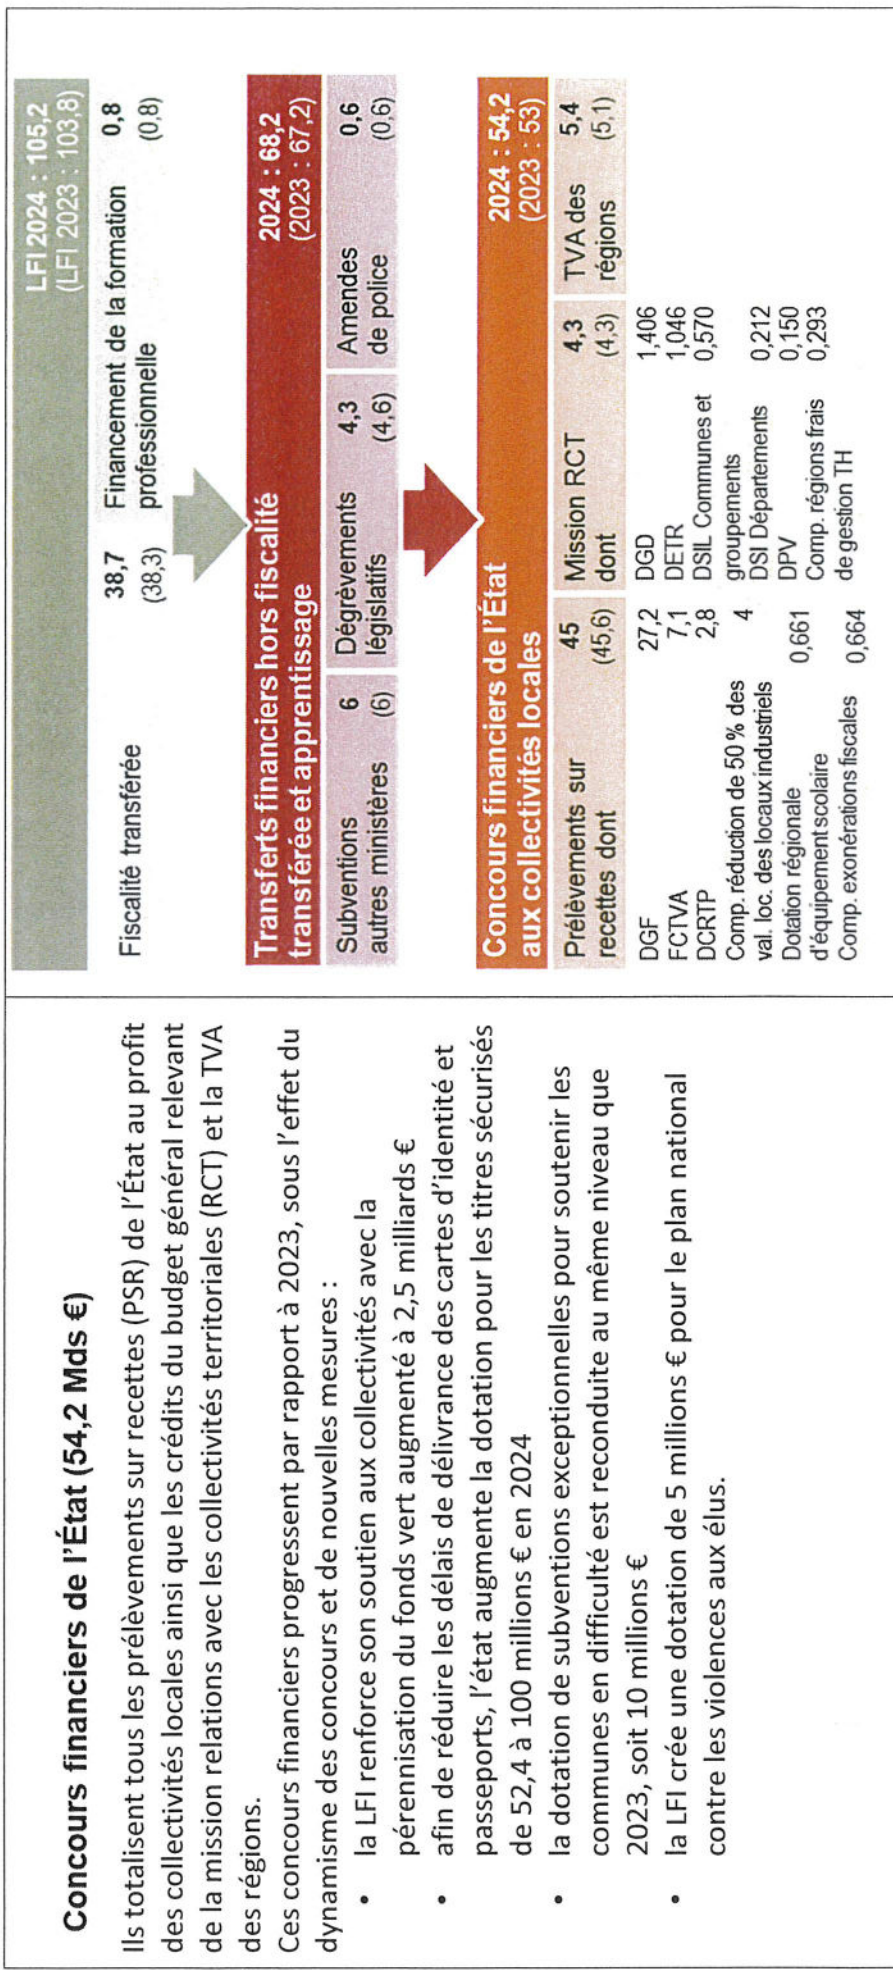 Concours financiers de l'État (54,2 Mds €)
Ils totalisent tous les prélèvements sur recettes (PSR) de l'État au profit
des collectivités locales ainsi que les crédits du budget général relevant
de la mission relations avec les collectivités territoriales (RCT) et la TVA
des régions.
Ces concours financiers progressent par rapport à 2023, sous l'effet du
dynamisme des concours et de nouvelles mesures :
• la LFI renforce son soutien aux collectivités avec la
pérennisation du fonds vert augmenté à 2,5 milliards €
• afin de réduire les délais de délivrance des cartes d'identité et
passeports, l'état augmente la dotation pour les titres sécurisés
de 52,4 à 100 millions € en 2024
• la dotation de subventions exceptionnelles pour soutenir les
communes en difficulté est reconduite au même niveau que
2023, soit 10 millions €
• la LFI crée une dotation de 5 millions € pour le plan national
contre les violences aux élus.
LFI 2024 : 105,2
(LFI 2023 : 103,8)
Fiscalité transférée 38,7
(38,3)
Financement de la formation 0,8
professionnelle (0,8)
Transferts financiers hors fiscalité 2024 : 68,2
transférée et apprentissage (2023 : 67,2)
Subventions 6
autres ministères (6)
Dégrèvements 4,3
législatifs (4,6)
Amendes 0,6
de police (0,6)
Concours financiers de l'État 2024 : 54,2
aux collectivités locales (2023 : 53)
Prélèvements sur 45
recettes dont (45,6)
DGF 27,2
FCTVA 7,1
DCRTP 2,8
Comp. réduction de 50 % des 4
val. loc. des locaux industriels
Dotation régionale 0,661
d'équipement scolaire
Comp. exonérations fiscales 0,664
Mission RCT 4,3
dont (4,3)
DGD 1,406
DETR 1,046
DSIL Communes et 0,570
groupements
DSI Départements 0,212
DPV 0,150
Comp. régions frais 0,293
de gestion TH
TVA des 5,4
régions (5,1)